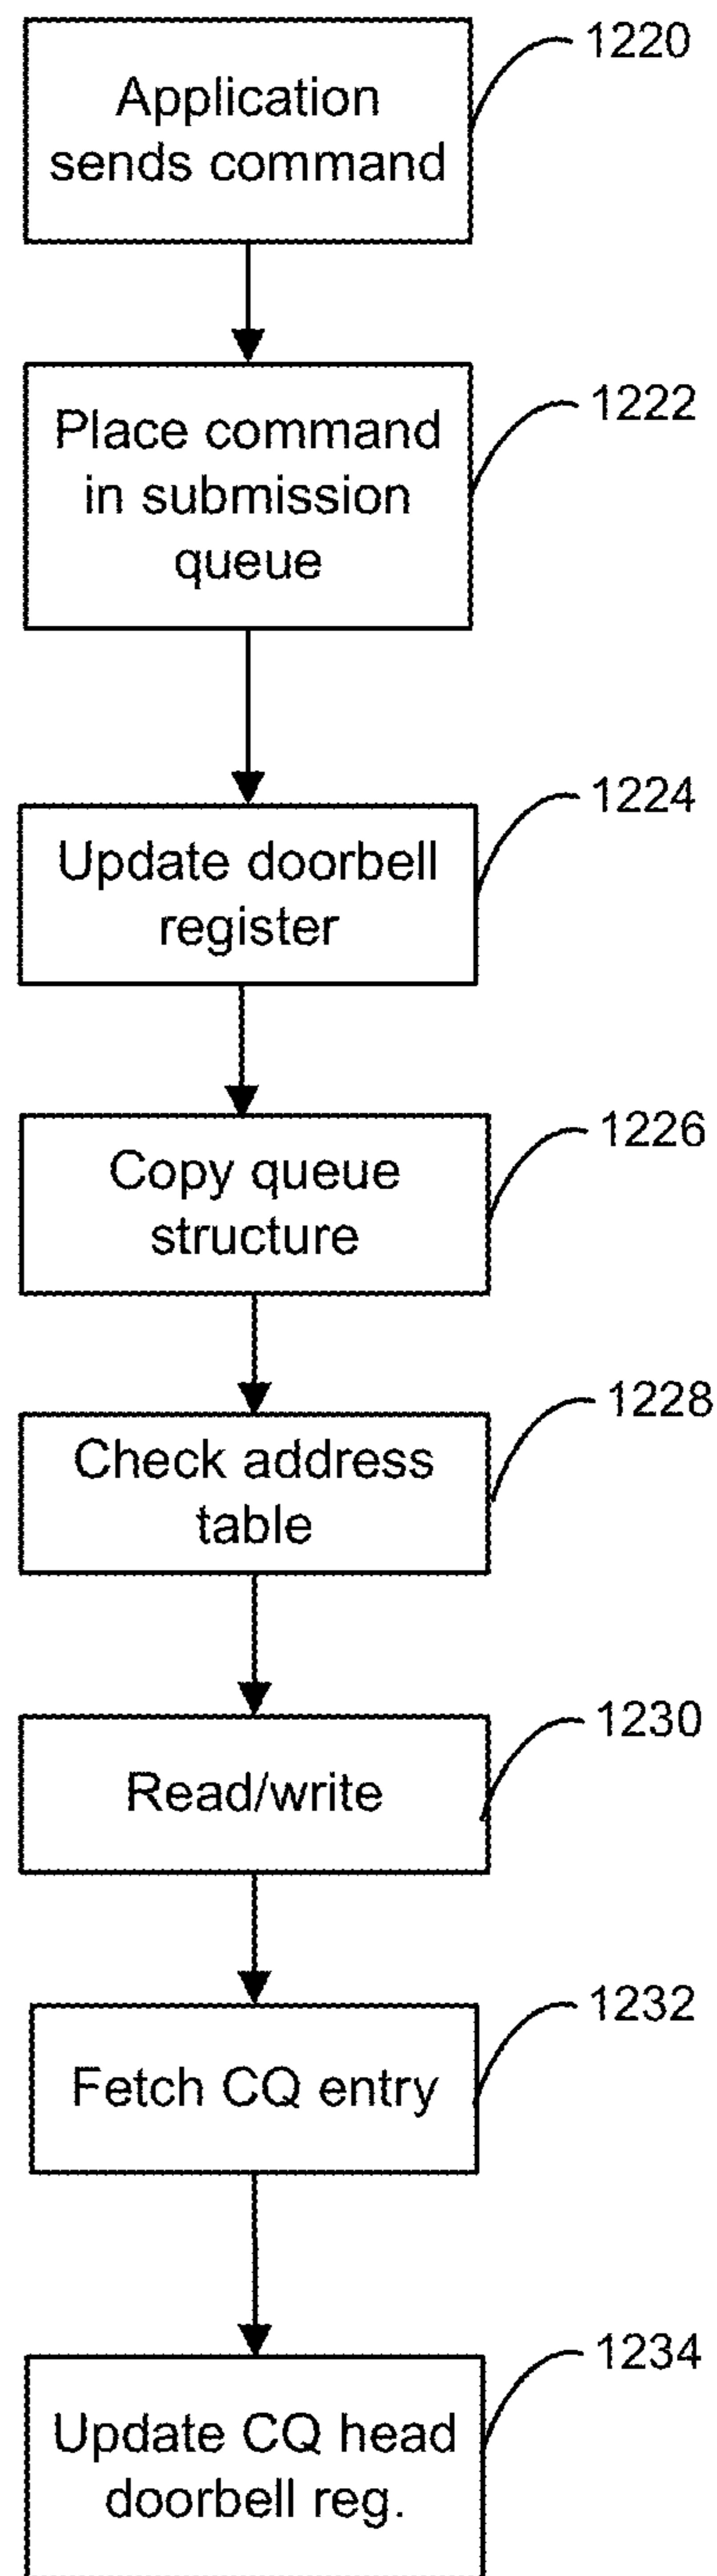 1220
Application
sends command
1222
Place command
in submission
queue
1224
Update doorbell
register
1226
Copy queue
structure
1228
Check address
table
1230
Read/write
1232
Fetch CQ entry
1234
Update CQ head
doorbell reg.